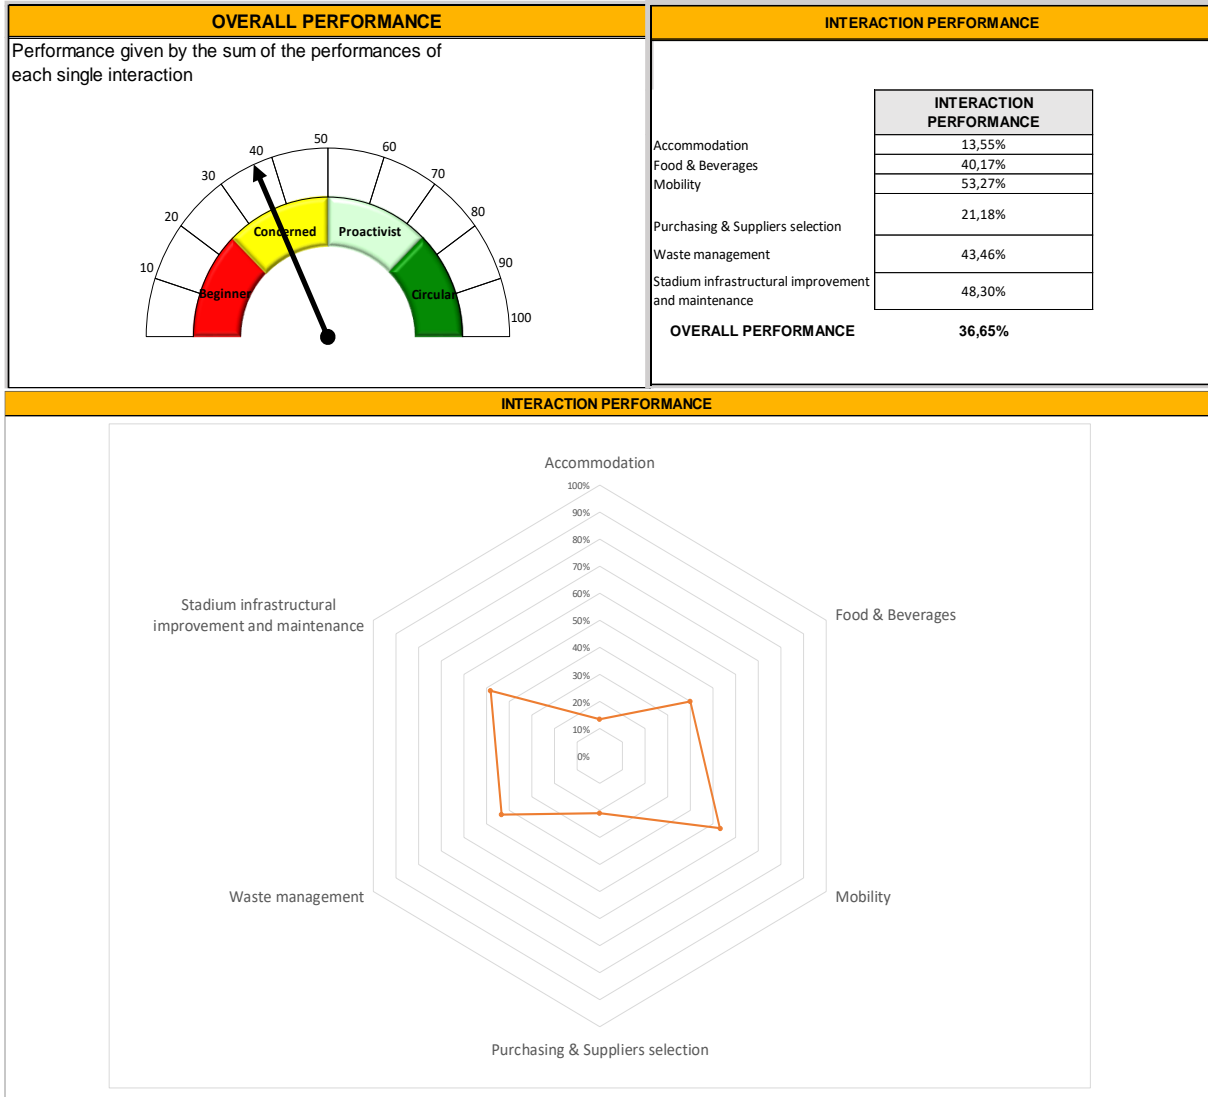 OVERALL PERFORMANCE
Performance given by the sum of the performances of
each single interaction
10
20
30
40
50
60
70
80
90
100
Beginner
Concerned
Proactivist
Circular
INTERACTION PERFORMANCE
INTERACTION
PERFORMANCE
Accommodation 13,55%
Food & Beverages 40,17%
Mobility 53,27%
Purchasing & Suppliers selection 21,18%
Waste management 43,46%
Stadium infrastructural improvement
and maintenance 48,30%
OVERALL PERFORMANCE 36,65%
INTERACTION PERFORMANCE
Accommodation
100%
90%
80%
70%
60%
50%
40%
30%
20%
10%
0%
Food & Beverages
Mobility
Purchasing & Suppliers selection
Waste management
Stadium infrastructural
improvement and maintenance